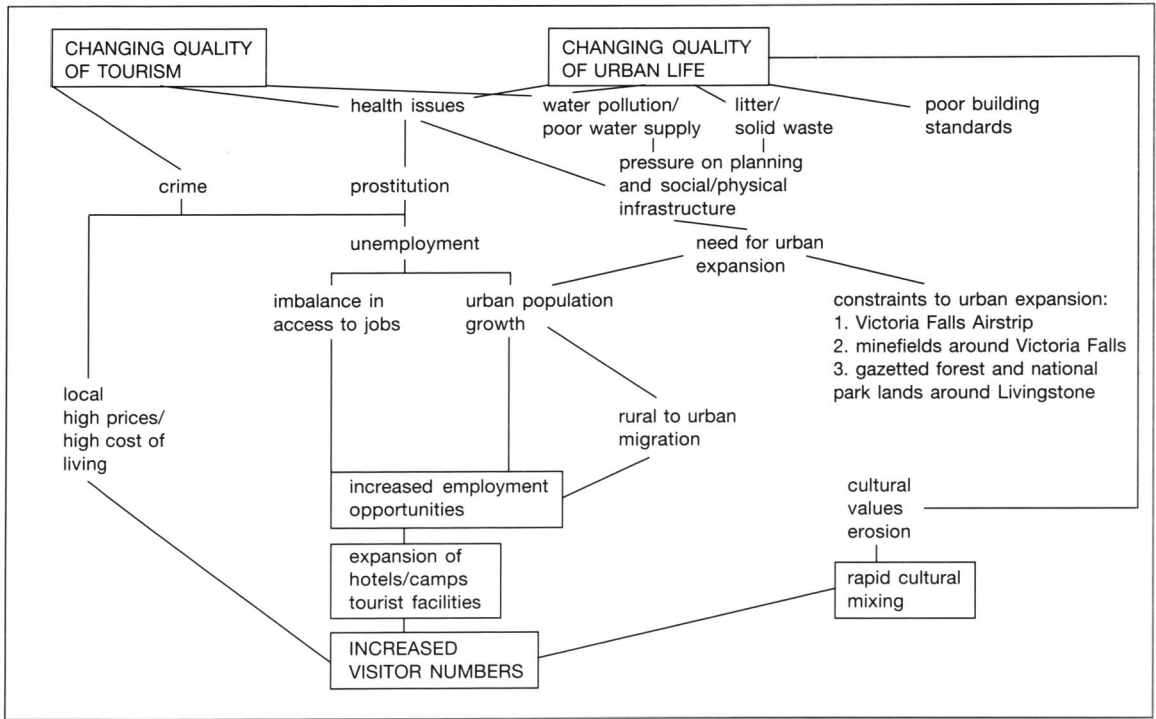 CHANGING QUALITY
OF TOURISM
CHANGING QUALITY
OF URBAN LIFE
health issues
water pollution/
poor water supply
litter/
solid waste
poor building
standards
pressure on planning
and social/physical
infrastructure
crime
prostitution
unemployment
need for urban
expansion
imbalance in
access to jobs
urban population
growth
constraints to urban expansion:
1. Victoria Falls Airstrip
2. minefields around Victoria Falls
3. gazetted forest and national
park lands around Livingstone
local
high prices/
high cost of
living
rural to urban
migration
increased employment
opportunities
cultural
values
erosion
expansion of
hotels/camps
tourist facilities
rapid cultural
mixing
INCREASED
VISITOR NUMBERS